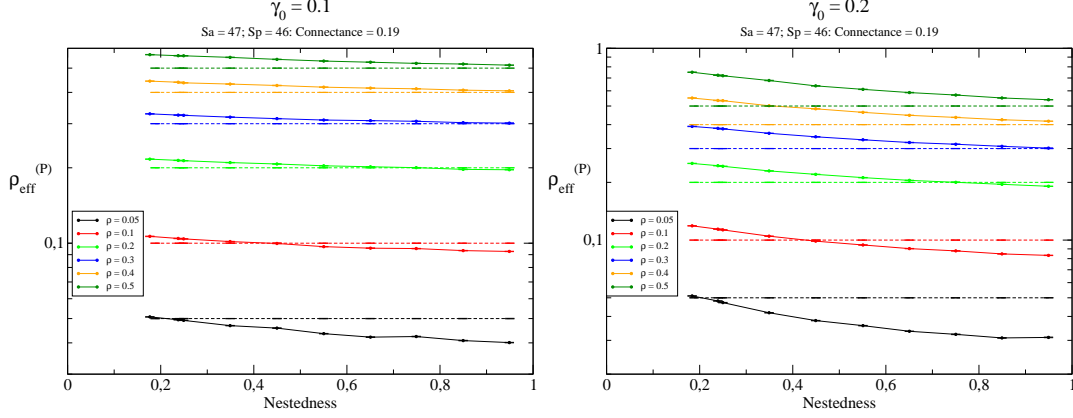 γ0 = 0.1
Sa = 47; Sp = 46: Connectance = 0.19
ρeff(P)
0,1
ρ = 0.05
ρ = 0.1
ρ = 0.2
ρ = 0.3
ρ = 0.4
ρ = 0.5
0 0,2 0,4 0,6 0,8 1
Nestedness
γ0 = 0.2
Sa = 47; Sp = 46: Connectance = 0.19
1
ρeff(P)
0,1
ρ = 0.05
ρ = 0.1
ρ = 0.2
ρ = 0.3
ρ = 0.4
ρ = 0.5
0 0,2 0,4 0,6 0,8 1
Nestedness